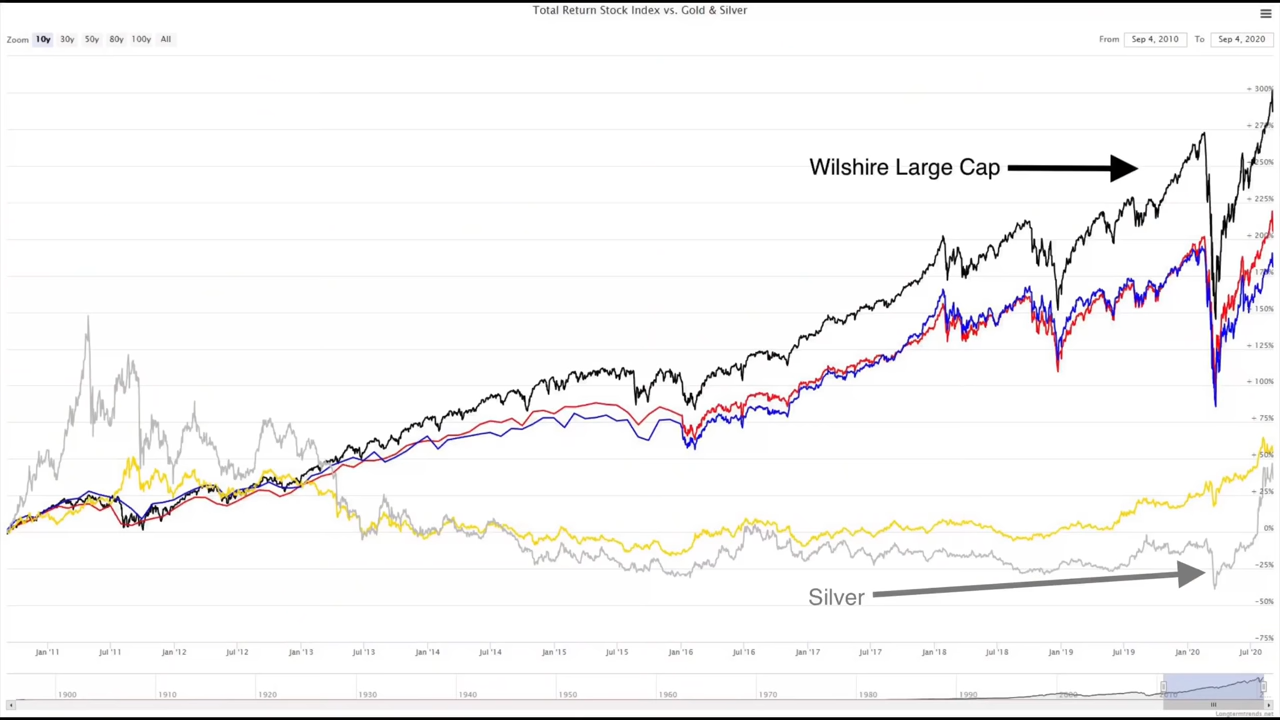 Total Return Stock Index vs. Gold & Silver
Zoom 10y 30y 50y 80y 100y All
From Sep 4, 2010 To Sep 4, 2020
+ 300%
+ 275%
Wilshire Large Cap
+ 250%
+ 225%
+ 200%
+ 175%
+ 150%
+ 125%
+ 100%
+ 75%
+ 50%
+ 25%
0%
-25%
Silver
-50%
-75%
Jan '11 Jul '11 Jan '12 Jul '12 Jan '13 Jul '13 Jan '14 Jul '14 Jan '15 Jul '15 Jan '16 Jul '16 Jan '17 Jul '17 Jan '18 Jul '18 Jan '19 Jul '19 Jan '20 Jul '20
1900 1910 1920 1930 1940 1950 1960 1970 1980 1990 2000 2010
Longtermtrends.net